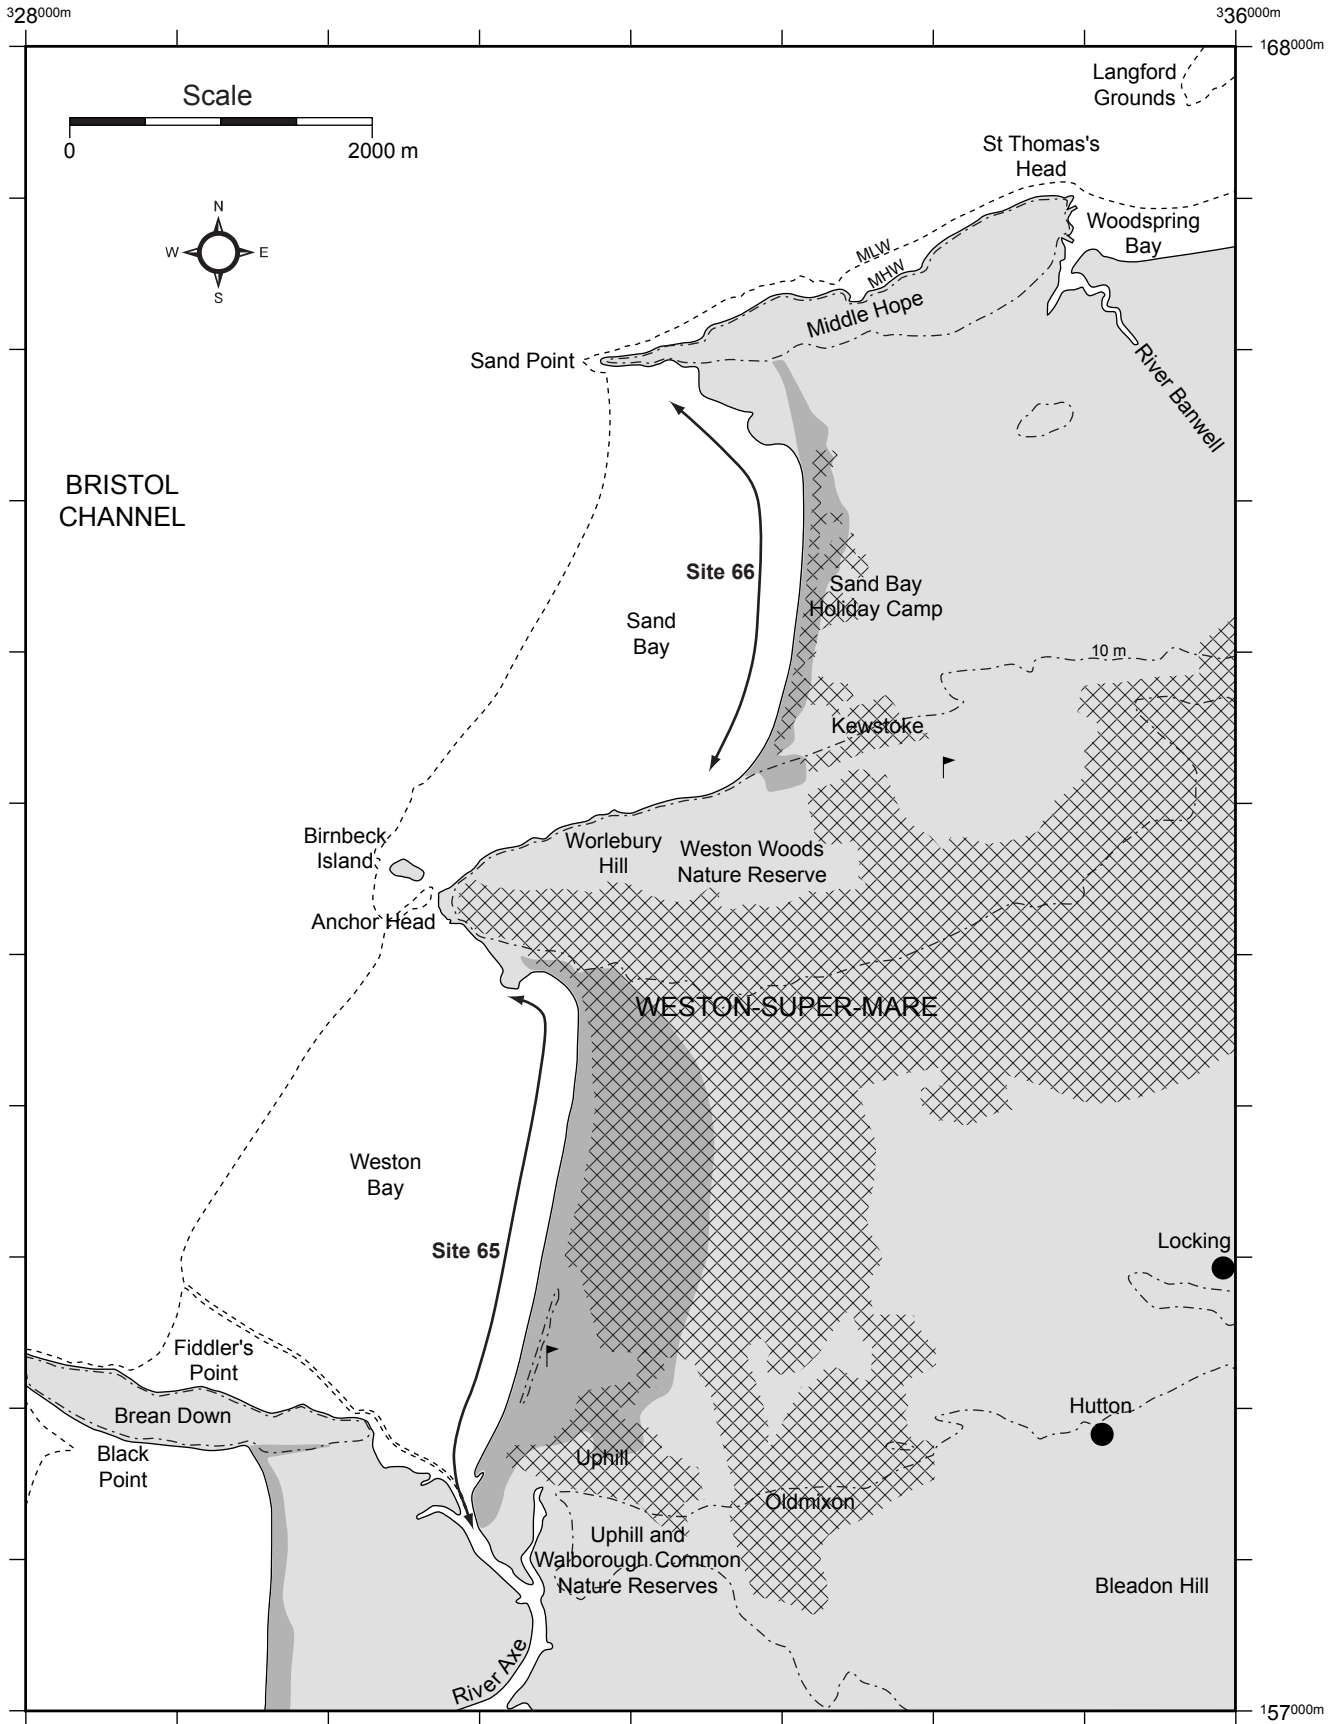 328000m
336000m
168000m
Langford
Grounds
Scale
0
2000 m
St Thomas's
Head
N
W
E
S
Woodspring
Bay
MLW
MHW
Middle Hope
Sand Point
River Banwell
BRISTOL
CHANNEL
Site 66
Sand Bay
Holiday Camp
Sand
Bay
10 m
Kewstoke
Birnbeck
Island
Worlebury
Hill
Weston Woods
Nature Reserve
Anchor Head
WESTON-SUPER-MARE
Weston
Bay
Site 65
Locking
Fiddler's
Point
Brean Down
Hutton
Black
Point
Uphill
Oldmixon
Uphill and
Walborough Common
Nature Reserves
Bleadon Hill
River Axe
157000m